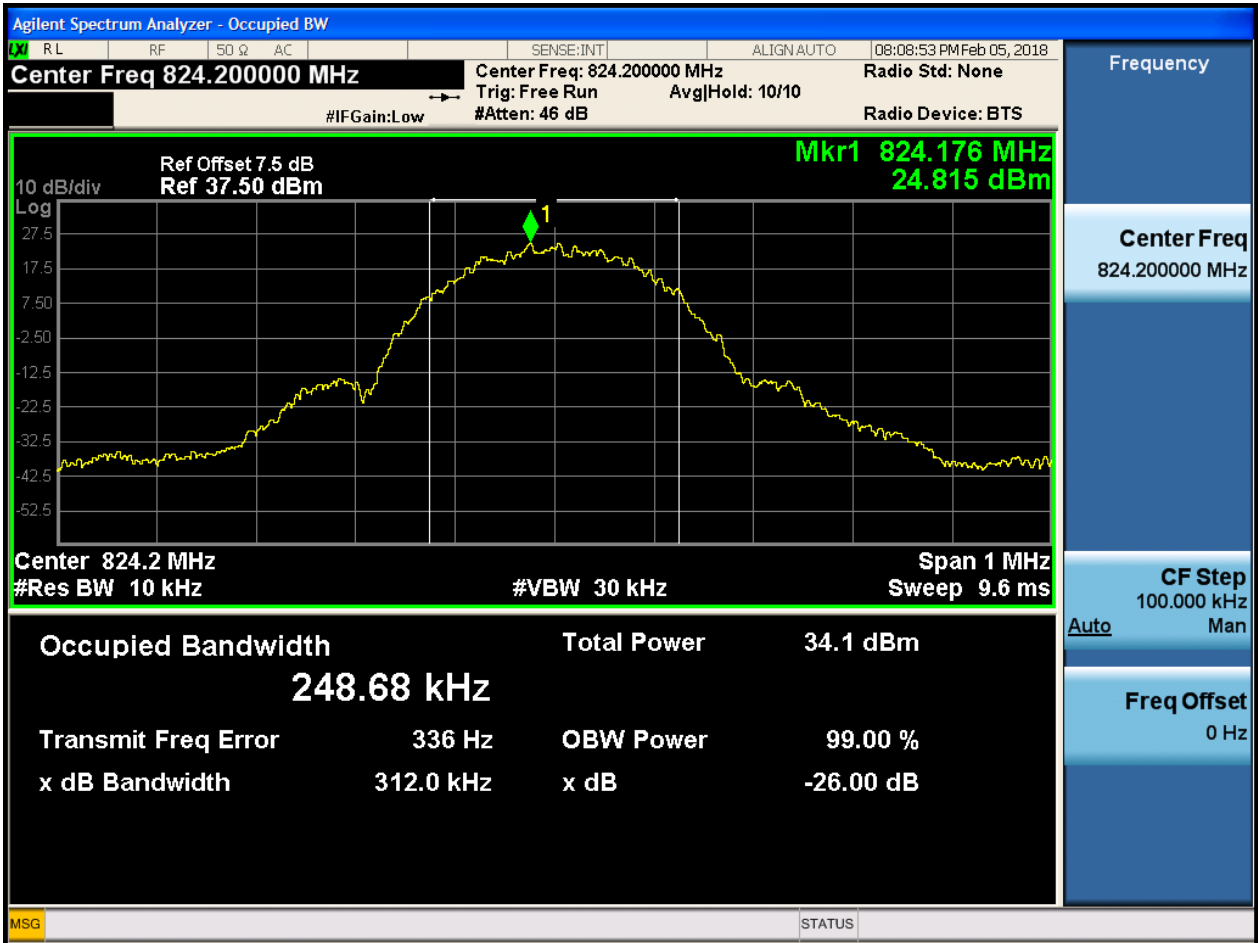 Agilent Spectrum Analyzer - Occupied BW
LXI RL RF 50 Ω AC SENSE:INT ALIGN AUTO 08:08:53 PM Feb 05, 2018
Center Freq 824.200000 MHz
Center Freq: 824.200000 MHz Radio Std: None
Trig: Free Run Avg|Hold: 10/10
#IFGain:Low #Atten: 46 dB Radio Device: BTS
Mkr1 824.176 MHz
24.815 dBm
Ref Offset 7.5 dB
10 dB/div Ref 37.50 dBm
Log
1
27.5
17.5
7.50
-2.50
-12.5
-22.5
-32.5
-42.5
-52.5
Center 824.2 MHz Span 1 MHz
#Res BW 10 kHz #VBW 30 kHz Sweep 9.6 ms
Occupied Bandwidth Total Power 34.1 dBm
248.68 kHz
Transmit Freq Error 336 Hz OBW Power 99.00 %
x dB Bandwidth 312.0 kHz x dB -26.00 dB
MSG STATUS
Frequency
Center Freq
824.200000 MHz
CF Step
100.000 kHz
Auto Man
Freq Offset
0 Hz